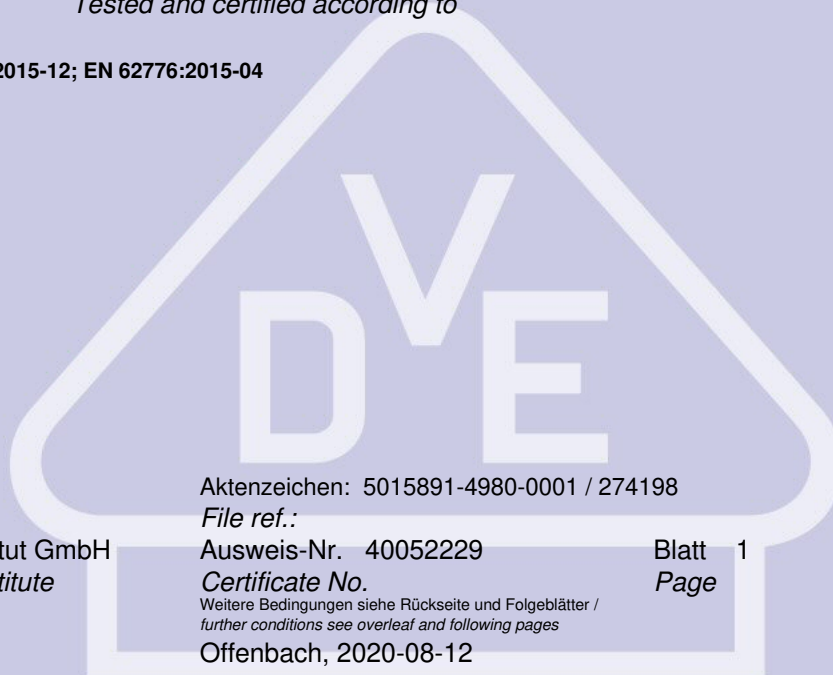 Tested and certified according to
2015-12; EN 62776:2015-04
VDE
Aktenzeichen: 5015891-4980-0001 / 274198
File ref.:
tut GmbH Ausweis-Nr. 40052229 Blatt 1
titute Certificate No. Page
Weitere Bedingungen siehe Rückseite und Folgeblätter /
further conditions see overleaf and following pages
Offenbach, 2020-08-12